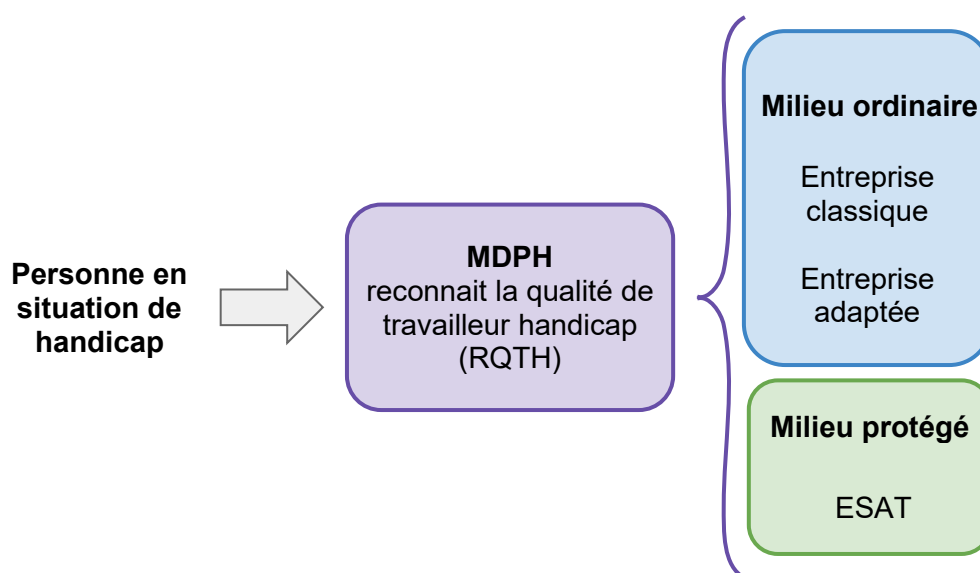 Personne en
situation de
handicap
MDPH
reconnait la qualité de
travailleur handicap
(RQTH)
Milieu ordinaire
Entreprise
classique
Entreprise
adaptée
Milieu protégé
ESAT